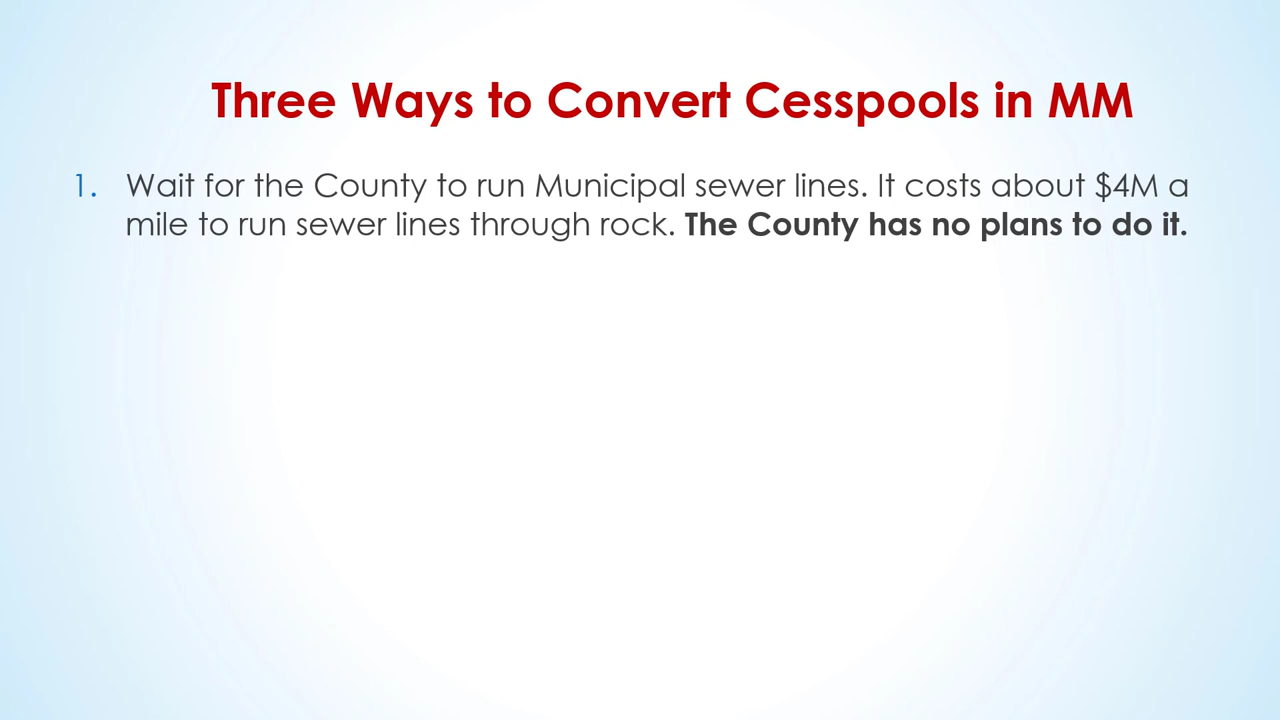 Three Ways to Convert Cesspools in MM
1. Wait for the County to run Municipal sewer lines. It costs about $4M a
mile to run sewer lines through rock. The County has no plans to do it.